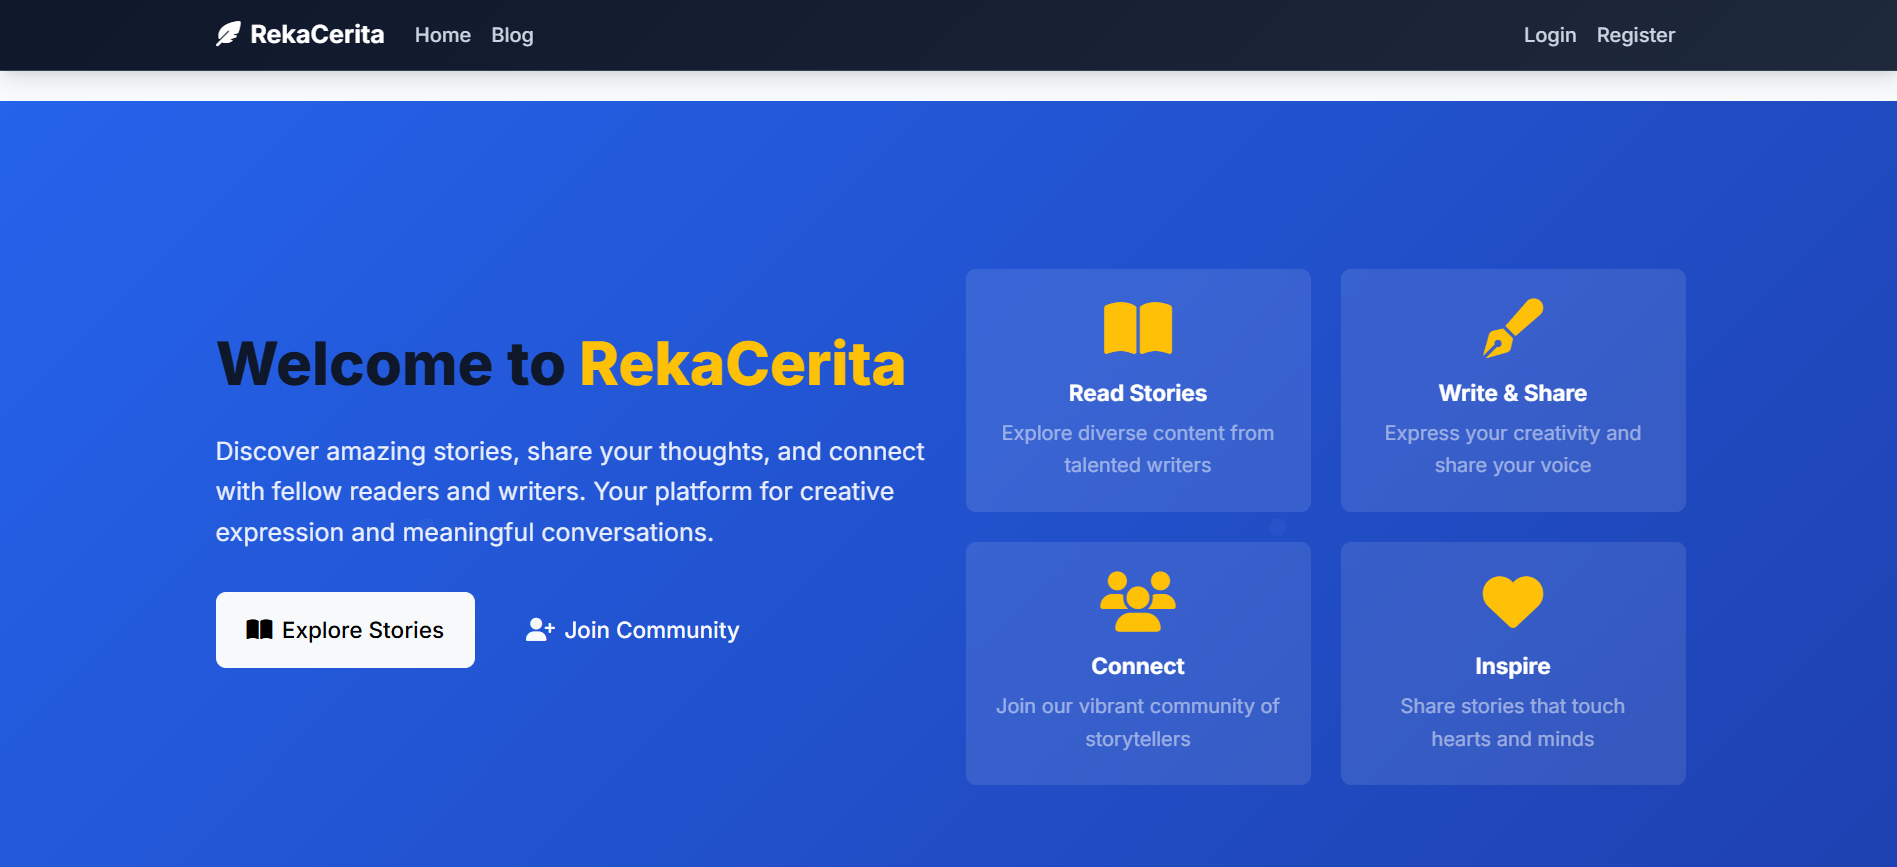 RekaCerita
Home
Blog
Login
Register
Welcome to RekaCerita
Discover amazing stories, share your thoughts, and connect
with fellow readers and writers. Your platform for creative
expression and meaningful conversations.
Explore Stories
Join Community
Read Stories
Explore diverse content from
talented writers
Write & Share
Express your creativity and
share your voice
Connect
Join our vibrant community of
storytellers
Inspire
Share stories that touch
hearts and minds